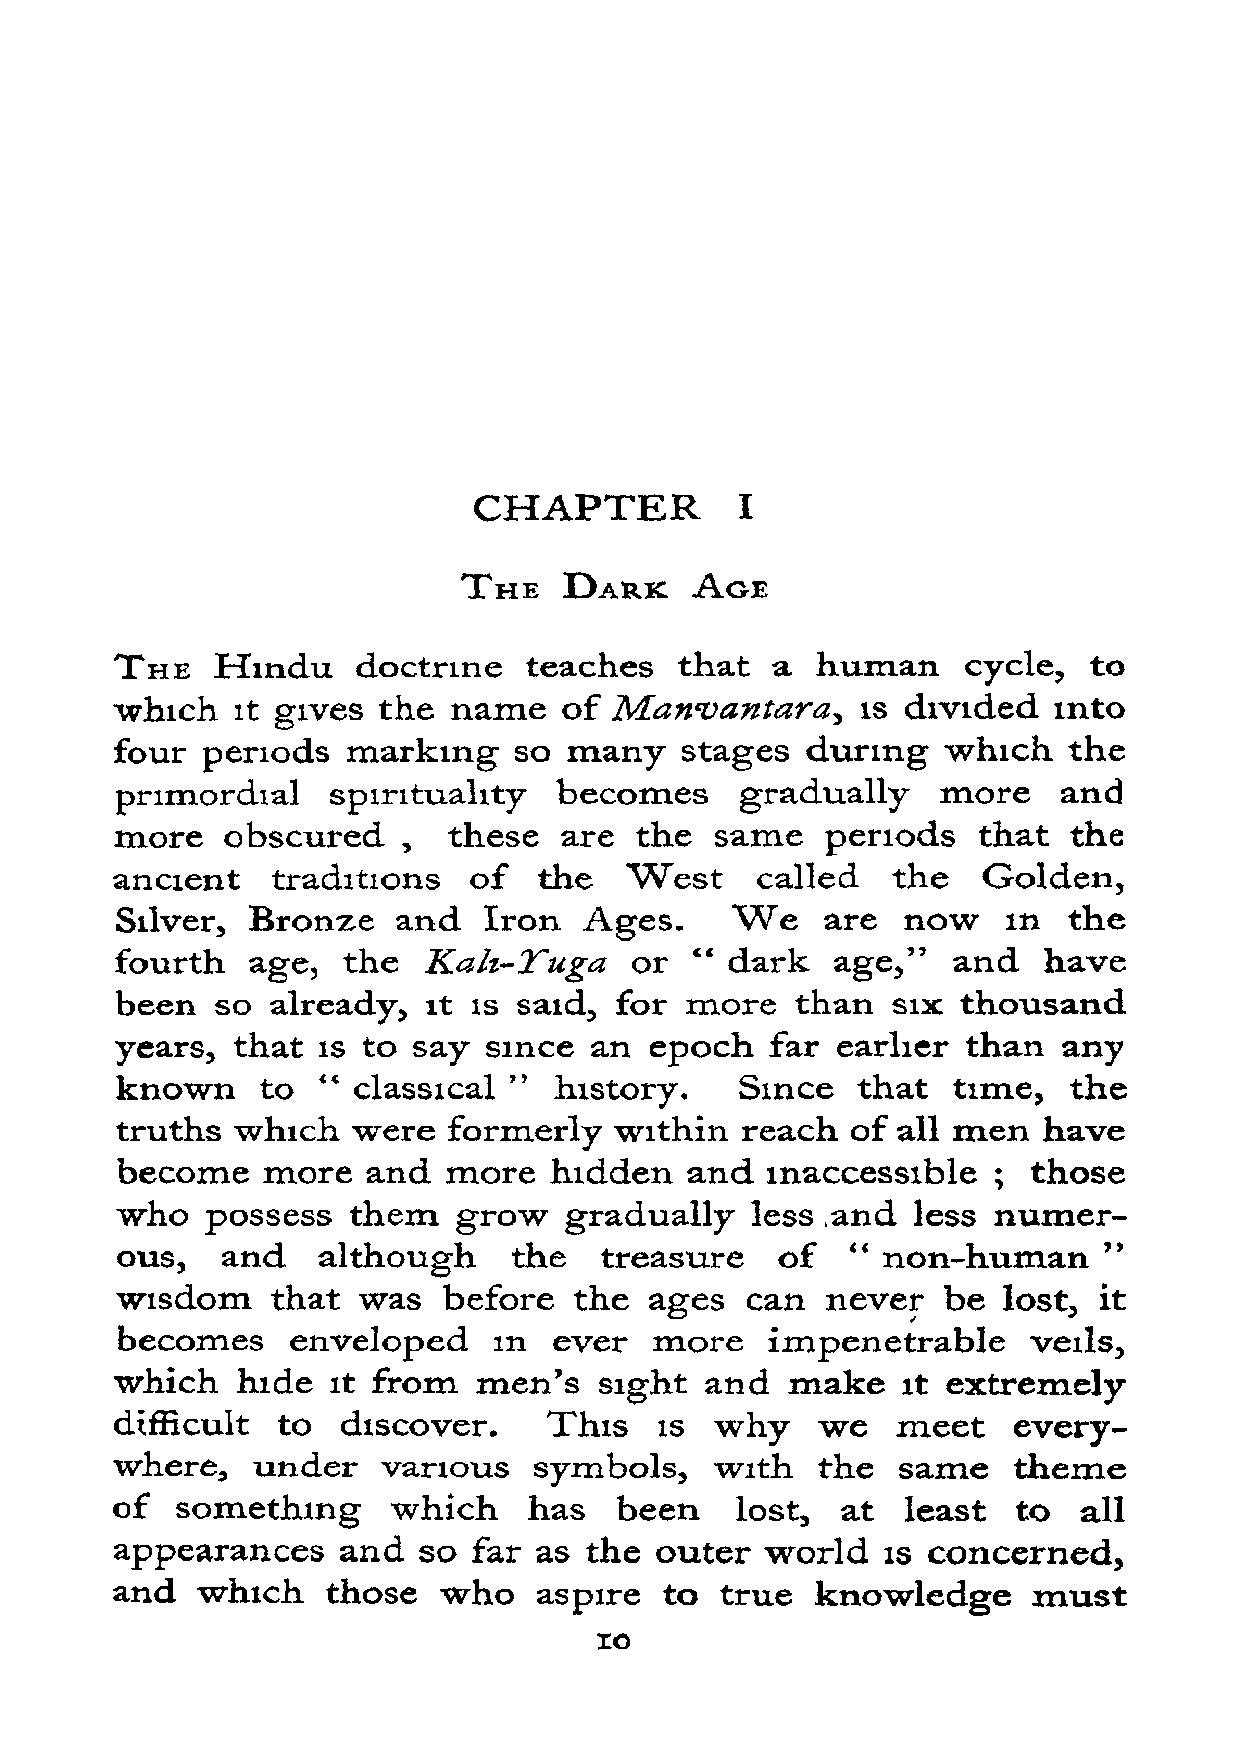 CHAPTER I
THE DARK AGE
THE Hindu doctrine teaches that a human cycle, to
which it gives the name of Manvantara, is divided into
four periods marking so many stages during which the
primordial spirituality becomes gradually more and
more obscured , these are the same periods that the
ancient traditions of the West called the Golden,
Silver, Bronze and Iron Ages. We are now in the
fourth age, the Kali-Yuga or “ dark age,” and have
been so already, it is said, for more than six thousand
years, that is to say since an epoch far earlier than any
known to “ classical ” history. Since that time, the
truths which were formerly within reach of all men have
become more and more hidden and inaccessible ; those
who possess them grow gradually less and less numer-
ous, and although the treasure of “ non-human ”
wisdom that was before the ages can never be lost, it
becomes enveloped in ever more impenetrable veils,
which hide it from men’s sight and make it extremely
difficult to discover. This is why we meet every-
where, under various symbols, with the same theme
of something which has been lost, at least to all
appearances and so far as the outer world is concerned,
and which those who aspire to true knowledge must
10